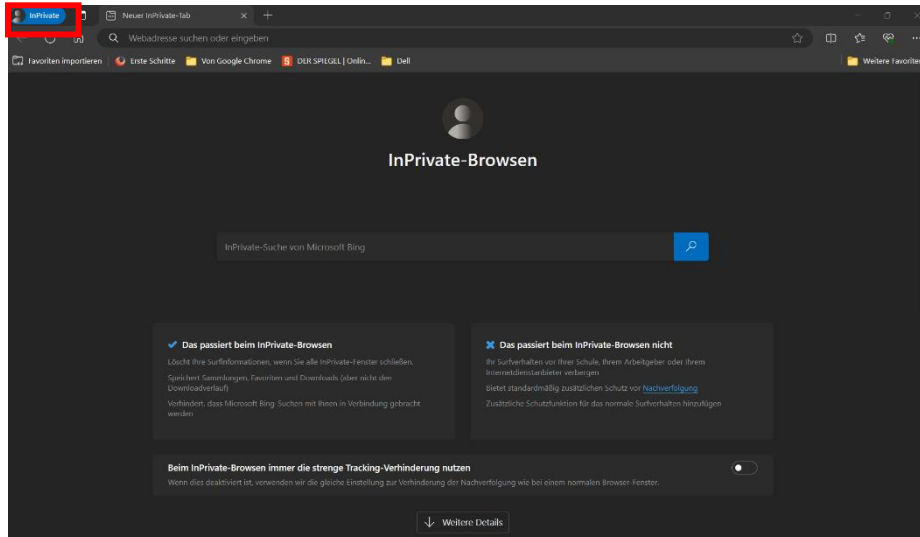 InPrivate
Neuer InPrivate-Tab
Webadresse suchen oder eingeben
Favoriten importieren
Erste Schritte
Von Google Chrome
DER SPIEGEL | Onlin...
Dell
Weitere Favoriten
InPrivate-Browsen
InPrivate-Suche von Microsoft Bing
Das passiert beim InPrivate-Browsen
Löscht Ihre Surfinformationen, wenn Sie alle InPrivate-Fenster schließen.
Speichert Sammlungen, Favoriten und Downloads (aber nicht den
Downloadverlauf)
Verhindert, dass Microsoft Bing-Suchen mit Ihnen in Verbindung gebracht
werden
Das passiert beim InPrivate-Browsen nicht
Ihr Surfverhalten vor Ihrer Schule, Ihrem Arbeitgeber oder Ihrem
Internetdienstanbieter verbergen
Bietet standardmäßig zusätzlichen Schutz vor Nachverfolgung
Zusätzliche Schutzfunktion für das normale Surfverhalten hinzufügen
Beim InPrivate-Browsen immer die strenge Tracking-Verhinderung nutzen
Wenn dies deaktiviert ist, verwenden wir die gleiche Einstellung zur Verhinderung der Nachverfolgung wie bei einem normalen Browser-Fenster.
Weitere Details